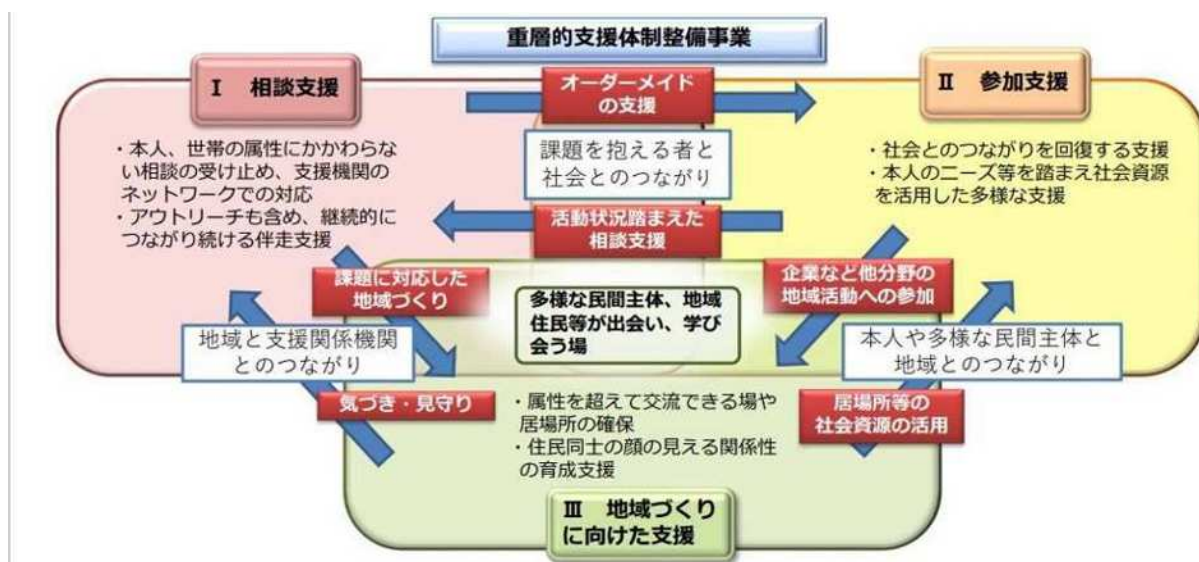 重層的支援体制整備事業
Ⅰ 相談支援
オーダーメイド
の支援
Ⅱ 参加支援
・本人、世帯の属性にかかわらな
い相談の受け止め、支援機関の
ネットワークでの対応
・アウトリーチも含め、継続的に
つながり続ける伴走支援
課題を抱える者と
社会とのつながり
・社会とのつながりを回復する支援
・本人のニーズ等を踏まえ社会資源
を活用した多様な支援
活動状況踏まえた
相談支援
課題に対応した
地域づくり
企業など他分野の
地域活動への参加
多様な民間主体、地域
住民等が出会い、学び
会う場
地域と支援関係機関
とのつながり
本人や多様な民間主体と
地域とのつながり
気づき・見守り
・属性を超えて交流できる場や
居場所の確保
・住民同士の顔の見える関係性
の育成支援
居場所等の
社会資源の活用
Ⅲ 地域づくり
に向けた支援